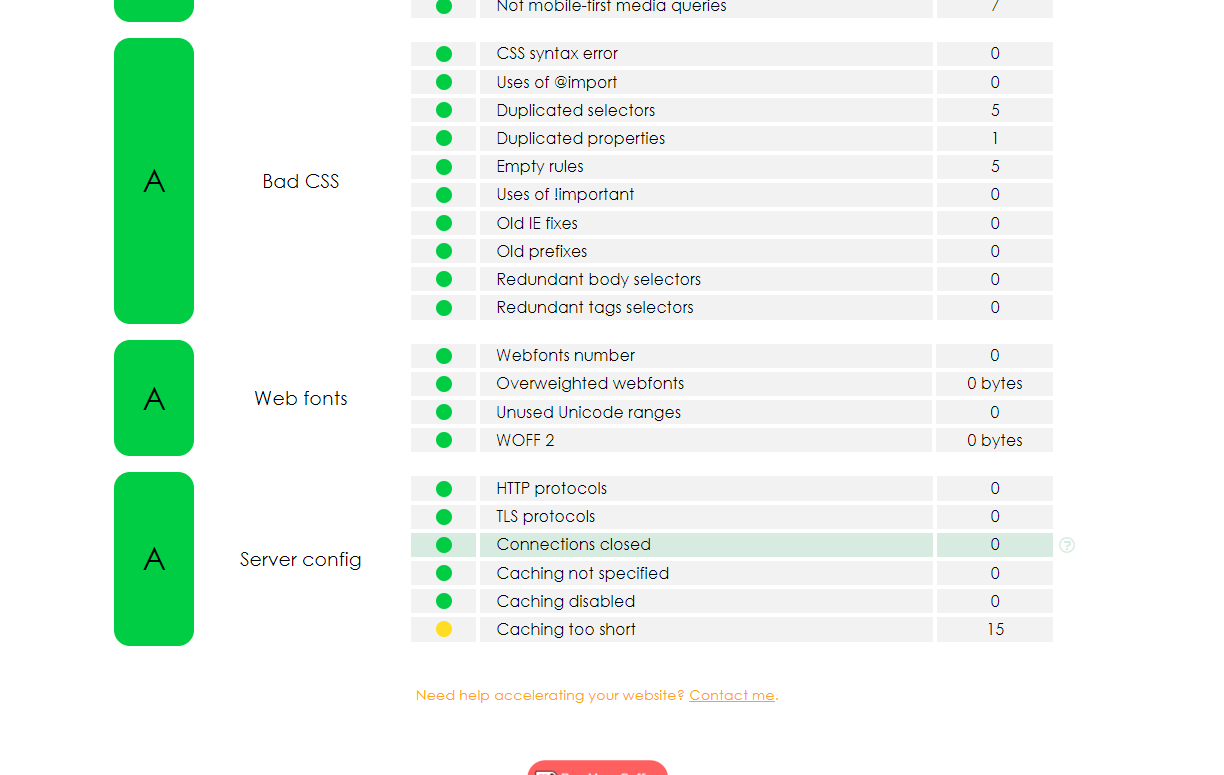 Not mobile-first media queries 7
CSS syntax error 0
Uses of @import 0
Duplicated selectors 5
Duplicated properties 1
Empty rules 5
A Bad CSS
Uses of !important 0
Old IE fixes 0
Old prefixes 0
Redundant body selectors 0
Redundant tags selectors 0
Webfonts number 0
Overweighted webfonts 0 bytes
A Web fonts
Unused Unicode ranges 0
WOFF 2 0 bytes
HTTP protocols 0
TLS protocols 0
Connections closed 0 ?
A Server config
Caching not specified 0
Caching disabled 0
Caching too short 15
Need help accelerating your website? Contact me.